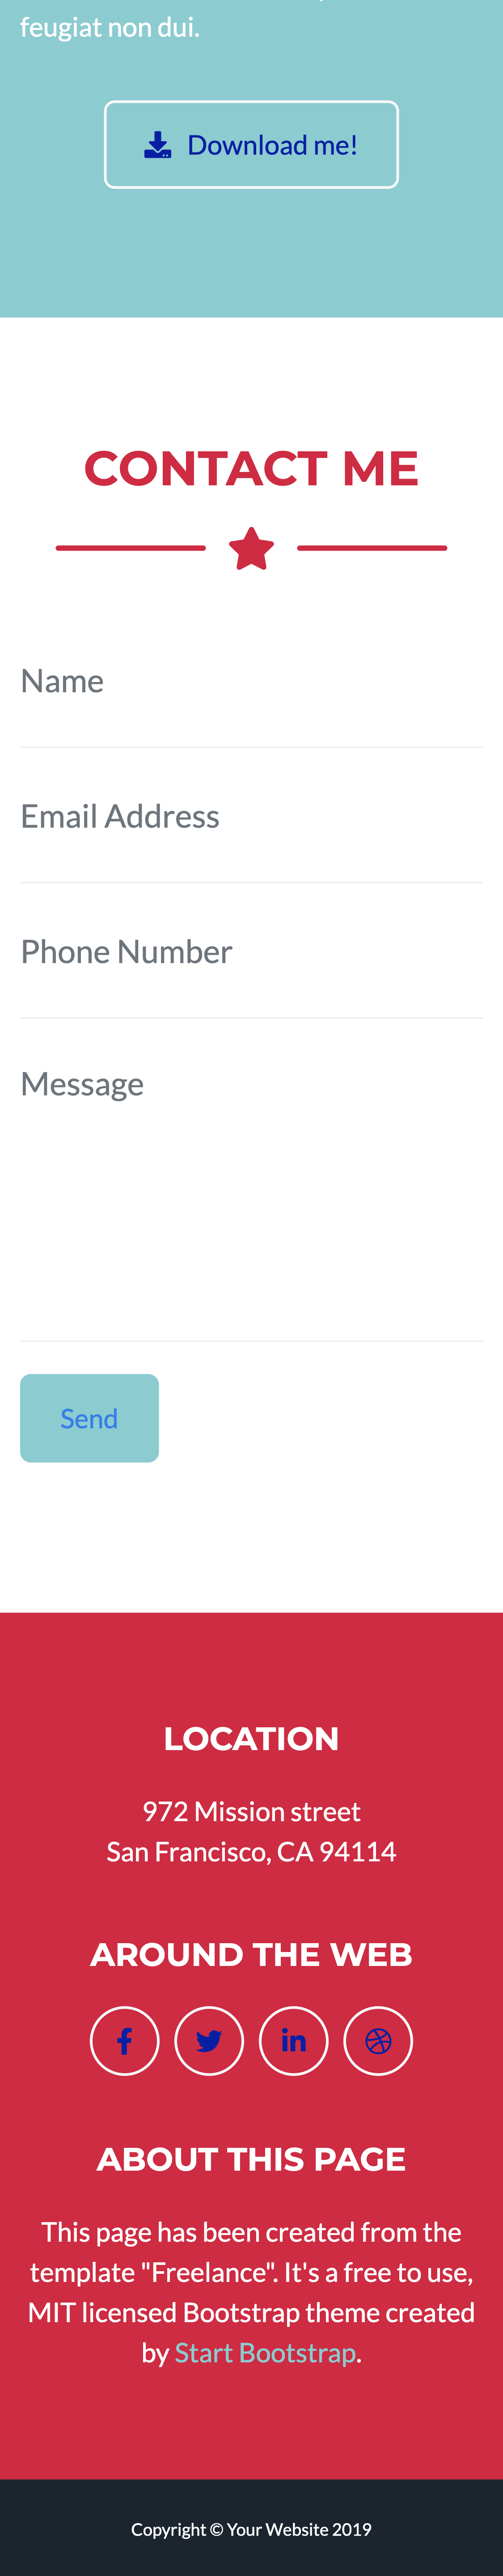 feugiat non dui.
Download me!
CONTACT ME
Name
Email Address
Phone Number
Message
Send
LOCATION
972 Mission street
San Francisco, CA 94114
AROUND THE WEB
ABOUT THIS PAGE
This page has been created from the
template "Freelance". It's a free to use,
MIT licensed Bootstrap theme created
by Start Bootstrap.
Copyright © Your Website 2019